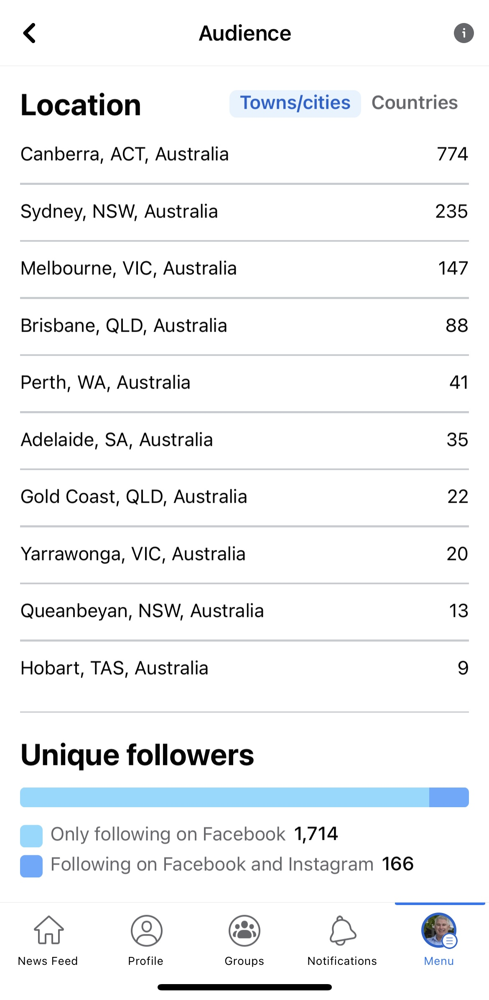 Audience
Location Towns/cities Countries
Canberra, ACT, Australia 774
Sydney, NSW, Australia 235
Melbourne, VIC, Australia 147
Brisbane, QLD, Australia 88
Perth, WA, Australia 41
Adelaide, SA, Australia 35
Gold Coast, QLD, Australia 22
Yarrawonga, VIC, Australia 20
Queanbeyan, NSW, Australia 13
Hobart, TAS, Australia 9
Unique followers
Only following on Facebook 1,714
Following on Facebook and Instagram 166
News Feed Profile Groups Notifications Menu